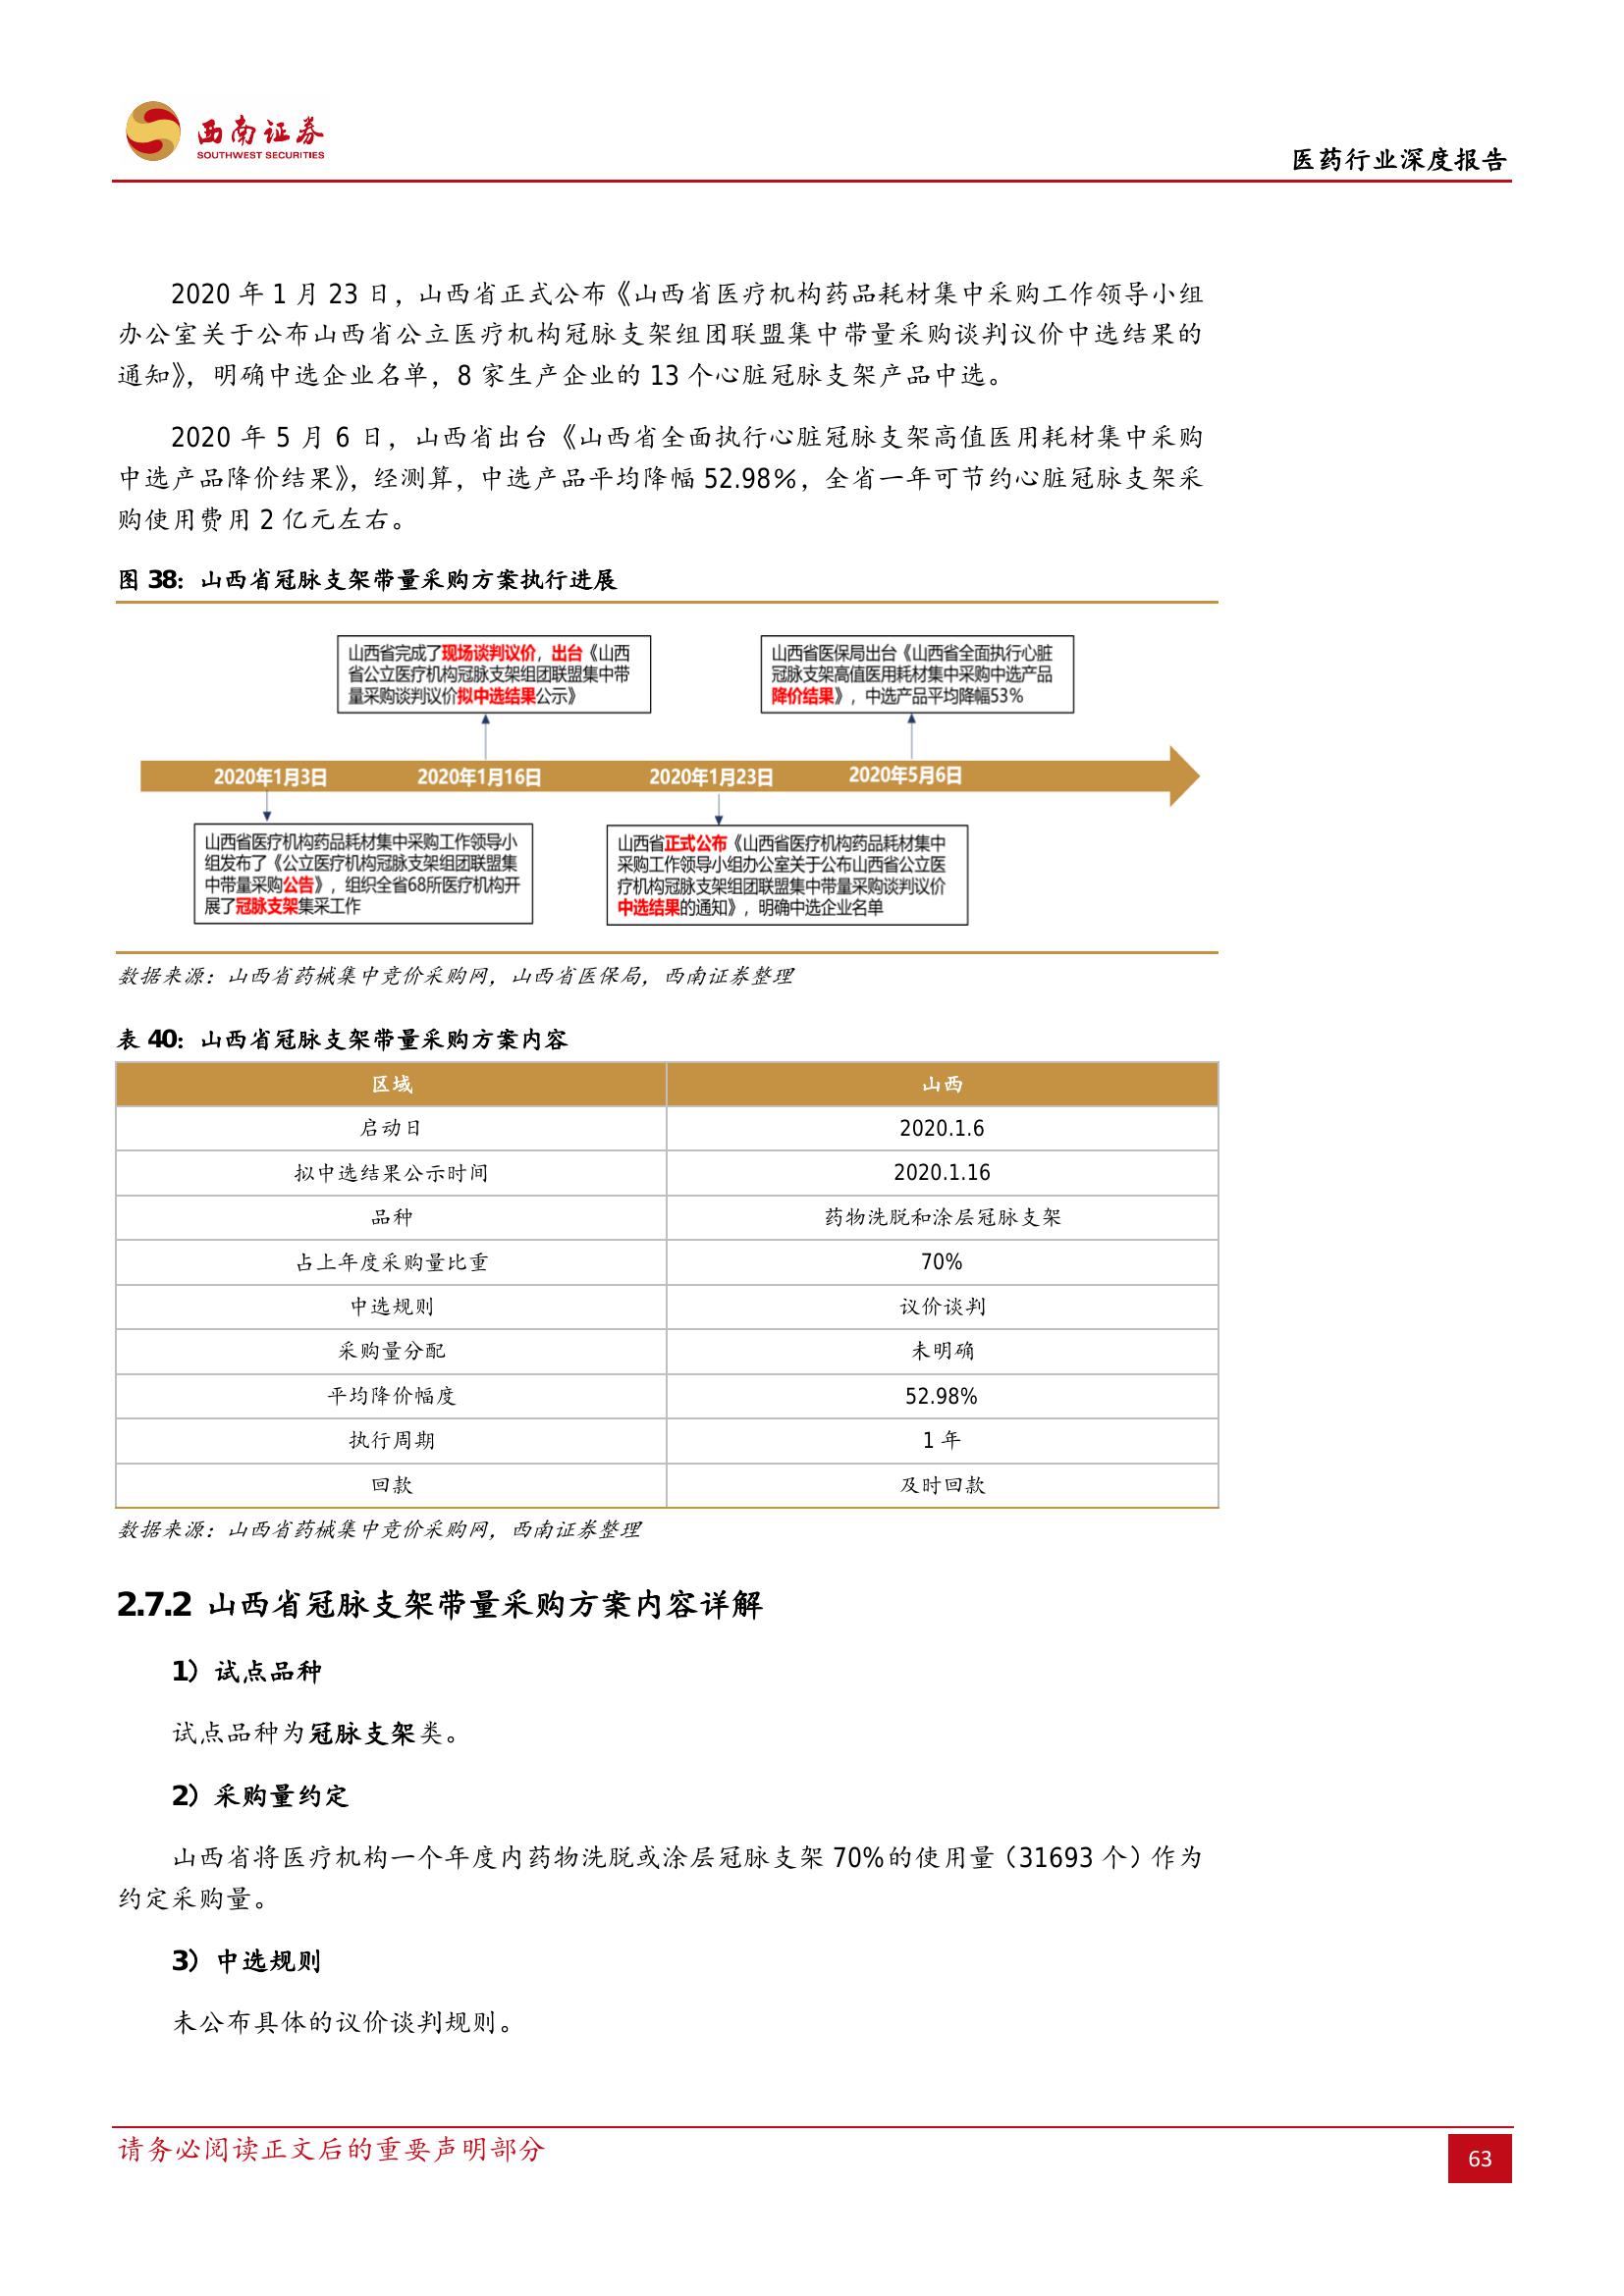 西南证券
SOUTHWEST SECURITIES
医药行业深度报告
2020 年 1 月 23 日，山西省正式公布《山西省医疗机构药品耗材集中采购工作领导小组
办公室关于公布山西省公立医疗机构冠脉支架组团联盟集中带量采购谈判议价中选结果的
通知》，明确中选企业名单，8 家生产企业的 13 个心脏冠脉支架产品中选。
2020 年 5 月 6 日，山西省出台《山西省全面执行心脏冠脉支架高值医用耗材集中采购
中选产品降价结果》，经测算，中选产品平均降幅 52.98%，全省一年可节约心脏冠脉支架采
购使用费用 2 亿元左右。
图 38：山西省冠脉支架带量采购方案执行进展
山西省完成了现场谈判议价，出台《山西
省公立医疗机构冠脉支架组团联盟集中带
量采购谈判议价拟中选结果公示》
山西省医保局出台《山西省全面执行心脏
冠脉支架高值医用耗材集中采购中选产品
降价结果》，中选产品平均降幅53%
2020年1月3日
2020年1月16日
2020年1月23日
2020年5月6日
山西省医疗机构药品耗材集中采购工作领导小
组发布了《公立医疗机构冠脉支架组团联盟集
中带量采购公告》，组织全省68所医疗机构开
展了冠脉支架集采工作
山西省正式公布《山西省医疗机构药品耗材集中
采购工作领导小组办公室关于公布山西省公立医
疗机构冠脉支架组团联盟集中带量采购谈判议价
中选结果的通知》，明确中选企业名单
数据来源：山西省药械集中竞价采购网，山西省医保局，西南证券整理
表 40：山西省冠脉支架带量采购方案内容
区域 山西
启动日 2020.1.6
拟中选结果公示时间 2020.1.16
品种 药物洗脱和涂层冠脉支架
占上年度采购量比重 70%
中选规则 议价谈判
采购量分配 未明确
平均降价幅度 52.98%
执行周期 1 年
回款 及时回款
数据来源：山西省药械集中竞价采购网，西南证券整理
2.7.2 山西省冠脉支架带量采购方案内容详解
1）试点品种
试点品种为冠脉支架类。
2）采购量约定
山西省将医疗机构一个年度内药物洗脱或涂层冠脉支架 70%的使用量（31693 个）作为
约定采购量。
3）中选规则
未公布具体的议价谈判规则。
请务必阅读正文后的重要声明部分
63